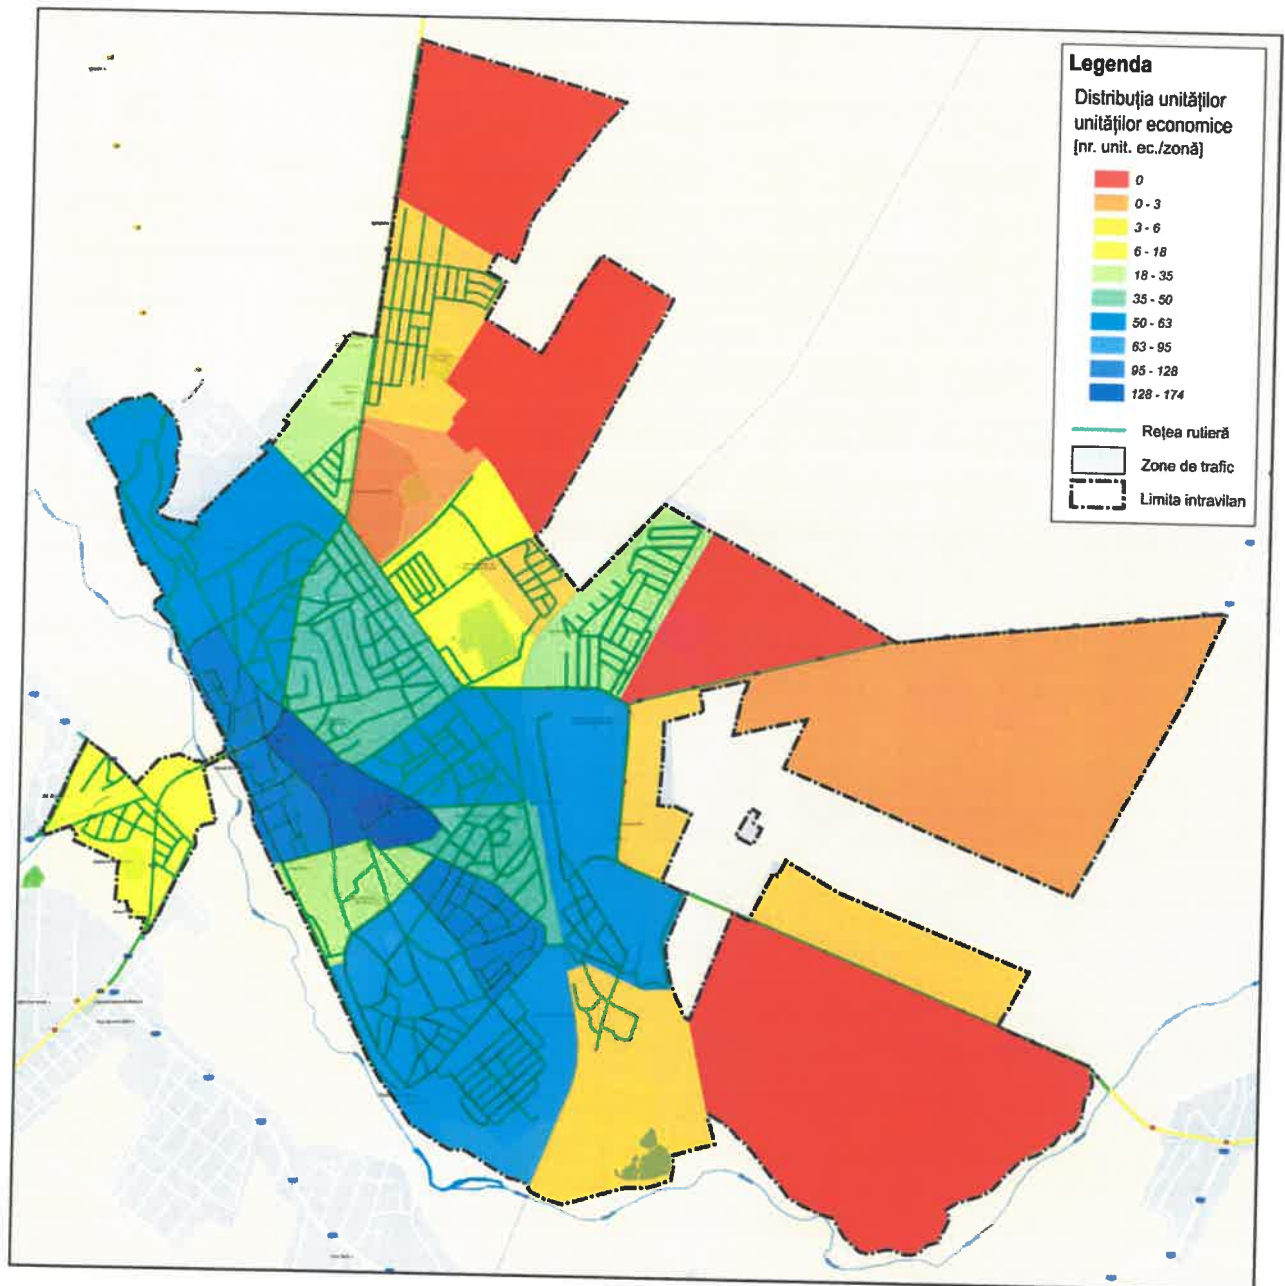 Legenda
Distribuția unităților
unităților economice
[nr. unit. ec./zonă]
0
0 - 3
3 - 6
6 - 18
18 - 35
35 - 50
50 - 63
63 - 95
95 - 128
128 - 174
Rețea rutieră
Zone de trafic
Limita intravilan